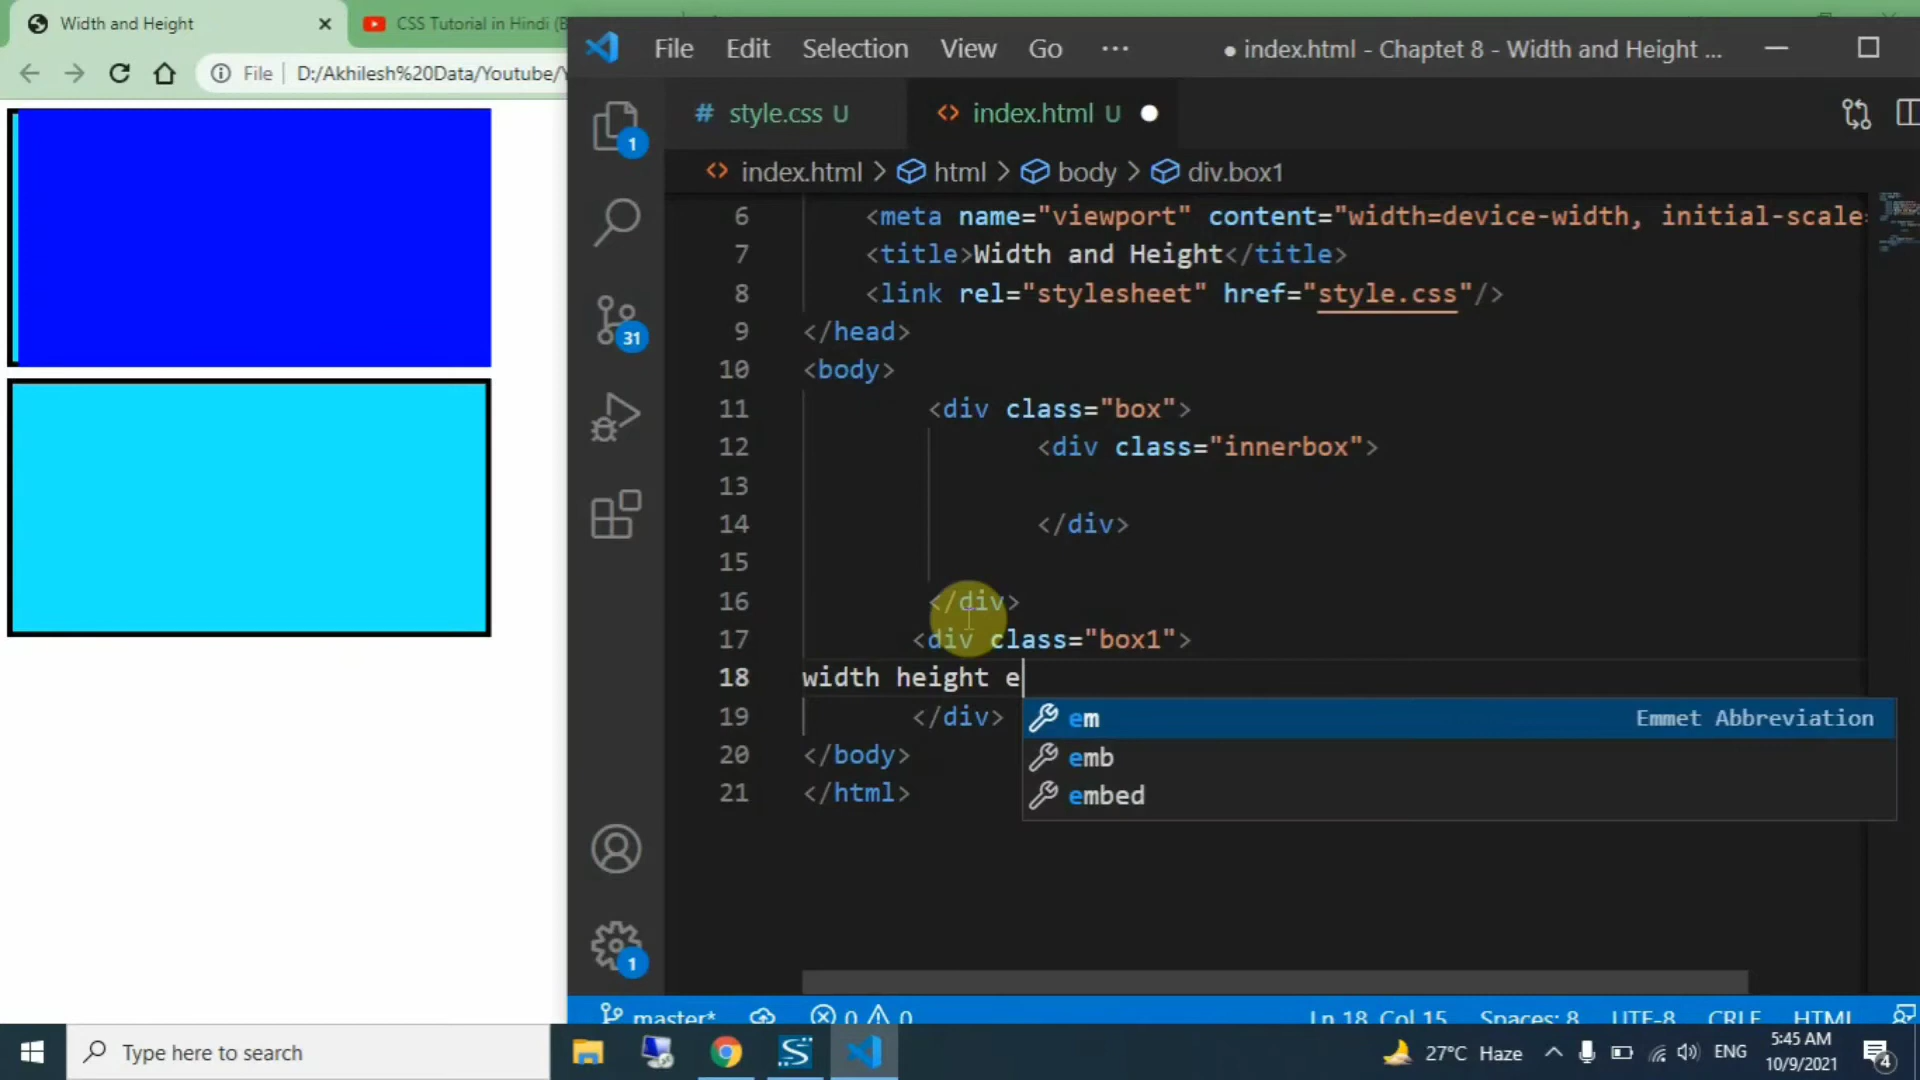 Width and Height
CSS Tutorial in Hindi (B
File D:/Akhilesh%20Data/Youtube/Y
File Edit Selection View Go ··· ● index.html - Chaptet 8 - Width and Height ...
# style.css U <> index.html U
index.html > html > body > div.box1
1
31
1
6 <meta name="viewport" content="width=device-width, initial-scale=
7 <title>Width and Height</title>
8 <link rel="stylesheet" href="style.css"/>
9 </head>
10 <body>
11 <div class="box">
12 <div class="innerbox">
13
14 </div>
15
16 </div>
17 <div class="box1">
18 width height e
19 </div>
20 </body>
21 </html>
em Emmet Abbreviation
emb
embed
master* 0 0 Ln 18, Col 15 Spaces: 8 UTF-8 CRLF HTML
Type here to search
27°C Haze ENG
5:45 AM
10/9/2021
4